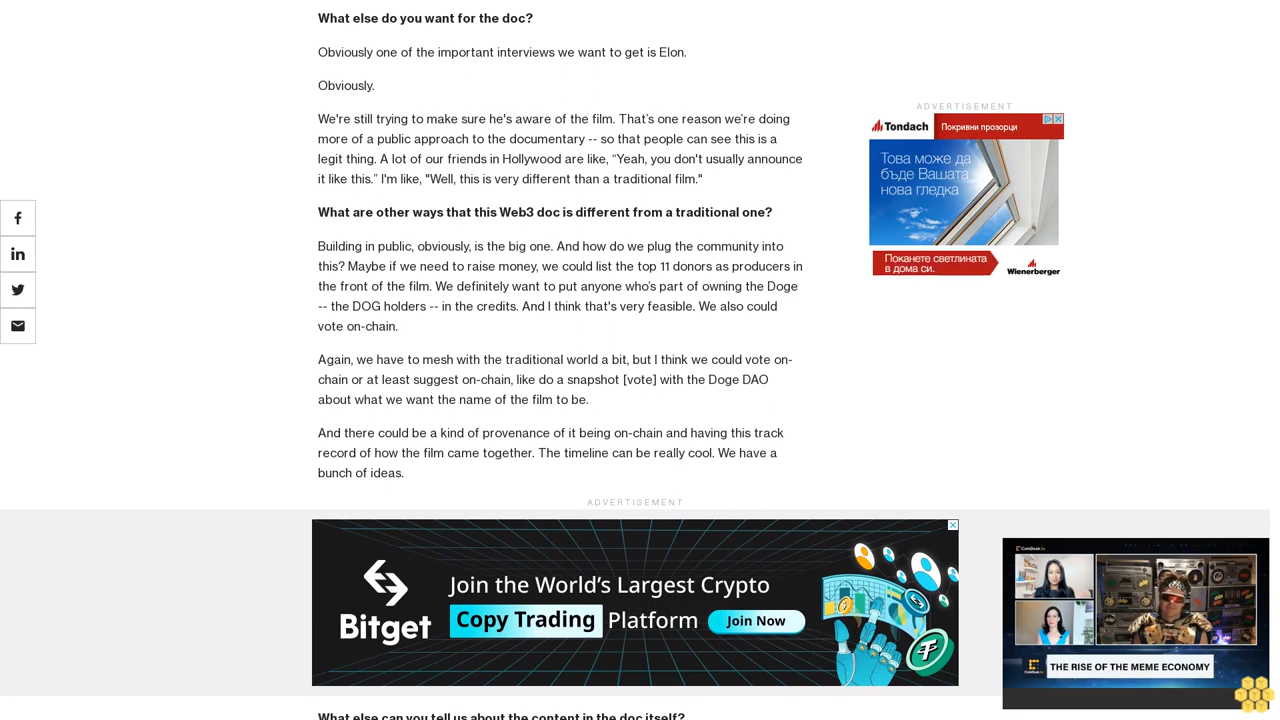 What else do you want for the doc?
Obviously one of the important interviews we want to get is Elon.
Obviously.
We're still trying to make sure he's aware of the film. That’s one reason we’re doing
more of a public approach to the documentary -- so that people can see this is a
legit thing. A lot of our friends in Hollywood are like, “Yeah, you don't usually announce
it like this.” I'm like, "Well, this is very different than a traditional film."
What are other ways that this Web3 doc is different from a traditional one?
Building in public, obviously, is the big one. And how do we plug the community into
this? Maybe if we need to raise money, we could list the top 11 donors as producers in
the front of the film. We definitely want to put anyone who’s part of owning the Doge
-- the DOG holders -- in the credits. And I think that's very feasible. We also could
vote on-chain.
Again, we have to mesh with the traditional world a bit, but I think we could vote on-
chain or at least suggest on-chain, like do a snapshot [vote] with the Doge DAO
about what we want the name of the film to be.
And there could be a kind of provenance of it being on-chain and having this track
record of how the film came together. The timeline can be really cool. We have a
bunch of ideas.
ADVERTISEMENT
Tondach
Покривни прозорци
Това може да
бъде Вашата
нова гледка
Поканете светлината
в дома си.
Wienerberger
ADVERTISEMENT
Bitget
Join the World’s Largest Crypto
Copy Trading Platform
Join Now
CoinDesk.tv
CoinDesk.tv
THE RISE OF THE MEME ECONOMY
What else can you tell us about the content in the doc itself?